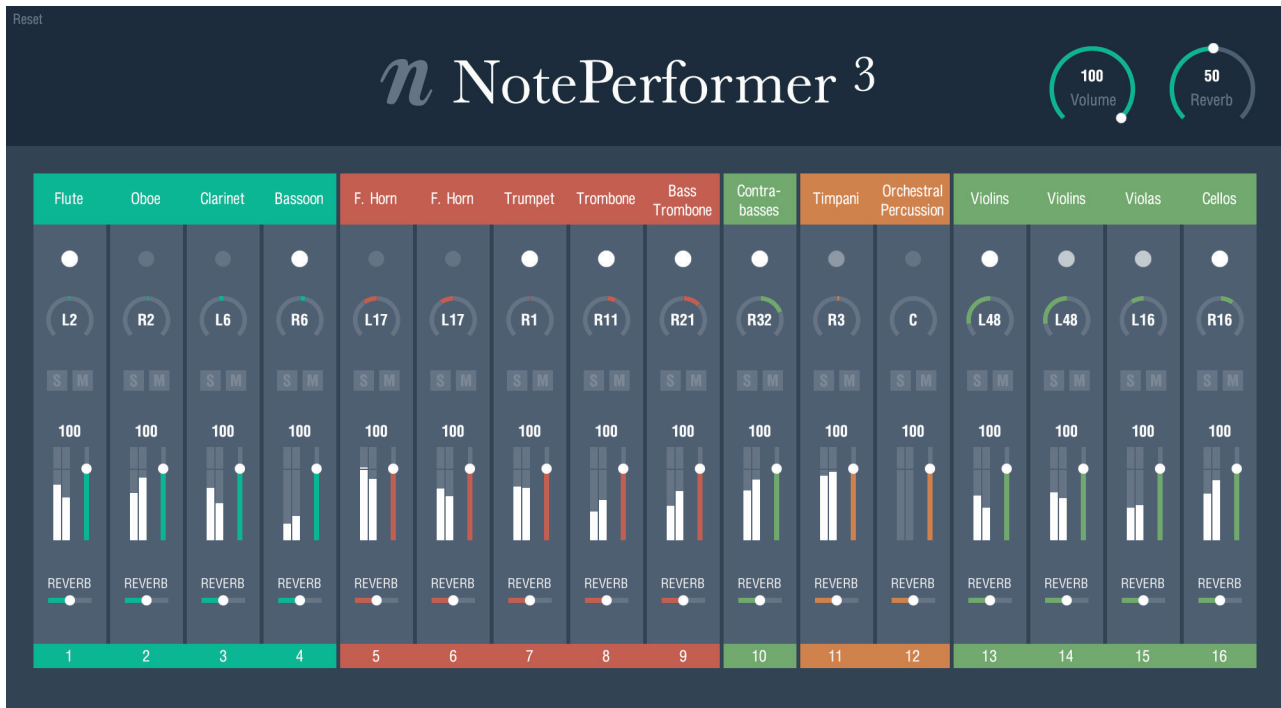 Reset
n NotePerformer 3
100
Volume
50
Reverb
Flute Oboe Clarinet Bassoon F. Horn F. Horn Trumpet Trombone Bass Trombone Contra-basses Timpani Orchestral Percussion Violins Violins Violas Cellos
L2 R2 L6 R6 L17 L17 R1 R11 R21 R32 R3 C L48 L48 L16 R16
S M S M S M S M S M S M S M S M S M S M S M S M S M S M S M S M
100 100 100 100 100 100 100 100 100 100 100 100 100 100 100 100
REVERB REVERB REVERB REVERB REVERB REVERB REVERB REVERB REVERB REVERB REVERB REVERB REVERB REVERB REVERB REVERB
1 2 3 4 5 6 7 8 9 10 11 12 13 14 15 16